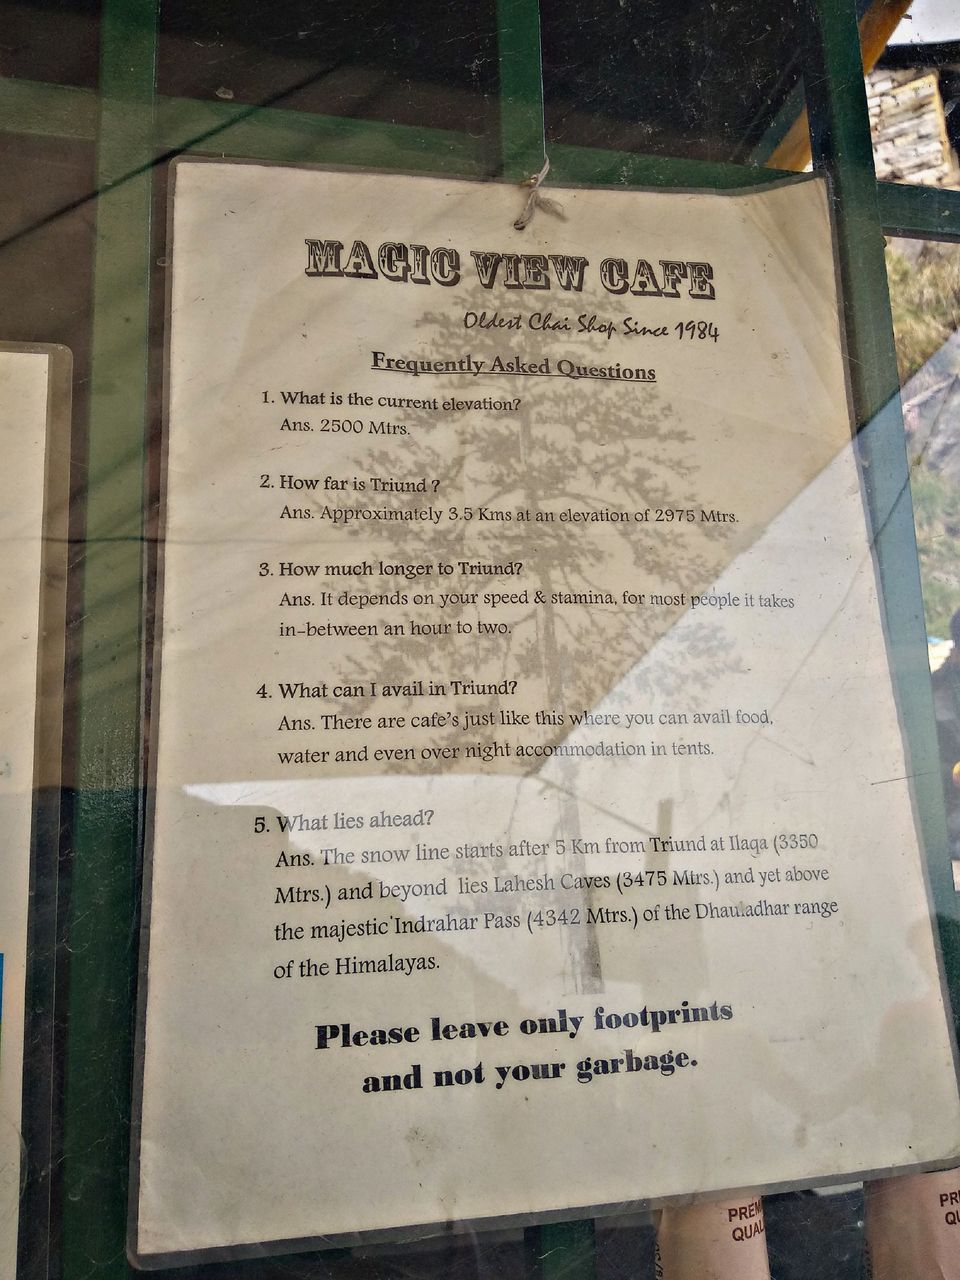 MAGIC VIEW CAFE
Oldest Chai Shop Since 1984
Frequently Asked Questions
1. What is the current elevation?
Ans. 2500 Mtrs.
2. How far is Triund ?
Ans. Approximately 3.5 Kms at an elevation of 2975 Mtrs.
3. How much longer to Triund?
Ans. It depends on your speed & stamina, for most people it takes
in-between an hour to two.
4. What can I avail in Triund?
Ans. There are cafe's just like this where you can avail food,
water and even over night accommodation in tents.
5. What lies ahead?
Ans. The snow line starts after 5 Km from Triund at Ilaqa (3350
Mtrs.) and beyond lies Lahesh Caves (3475 Mtrs.) and yet above
the majestic Indrahar Pass (4342 Mtrs.) of the Dhauladhar range
of the Himalayas.
Please leave only footprints
and not your garbage.
PREM
QUAL
PR
QU